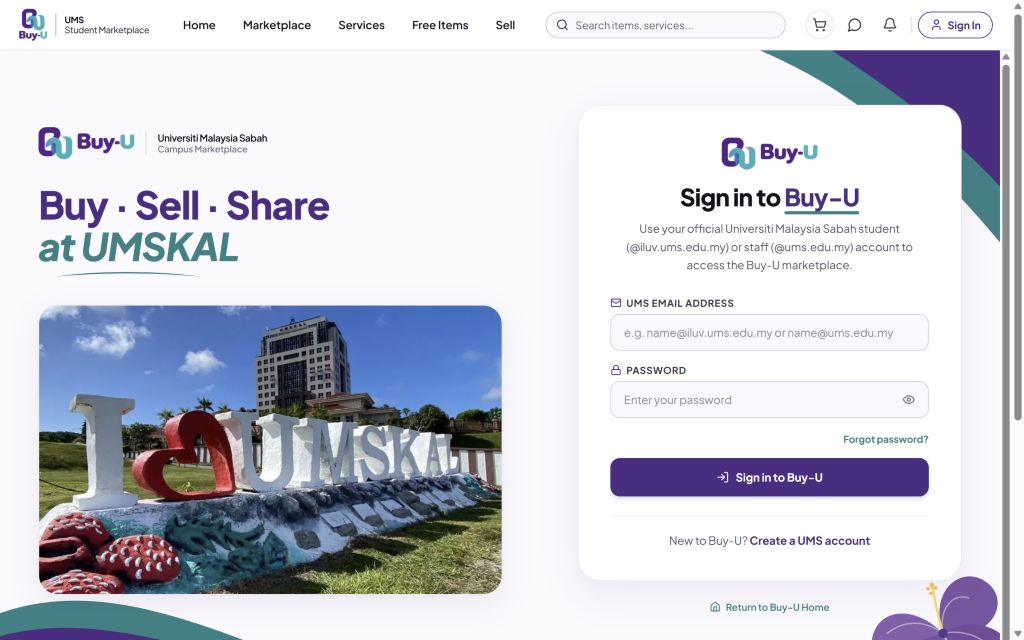 Buy-U
UMS
Student Marketplace
Home
Marketplace
Services
Free Items
Sell
Search items, services...
Sign In
Buy-U
Universiti Malaysia Sabah
Campus Marketplace
Buy · Sell · Share
at UMSKAL
I UMSKAL
Buy-U
Sign in to Buy-U
Use your official Universiti Malaysia Sabah student
(@iluv.ums.edu.my) or staff (@ums.edu.my) account to
access the Buy-U marketplace.
UMS EMAIL ADDRESS
e.g. name@iluv.ums.edu.my or name@ums.edu.my
PASSWORD
Enter your password
Forgot password?
Sign in to Buy-U
New to Buy-U? Create a UMS account
Return to Buy-U Home